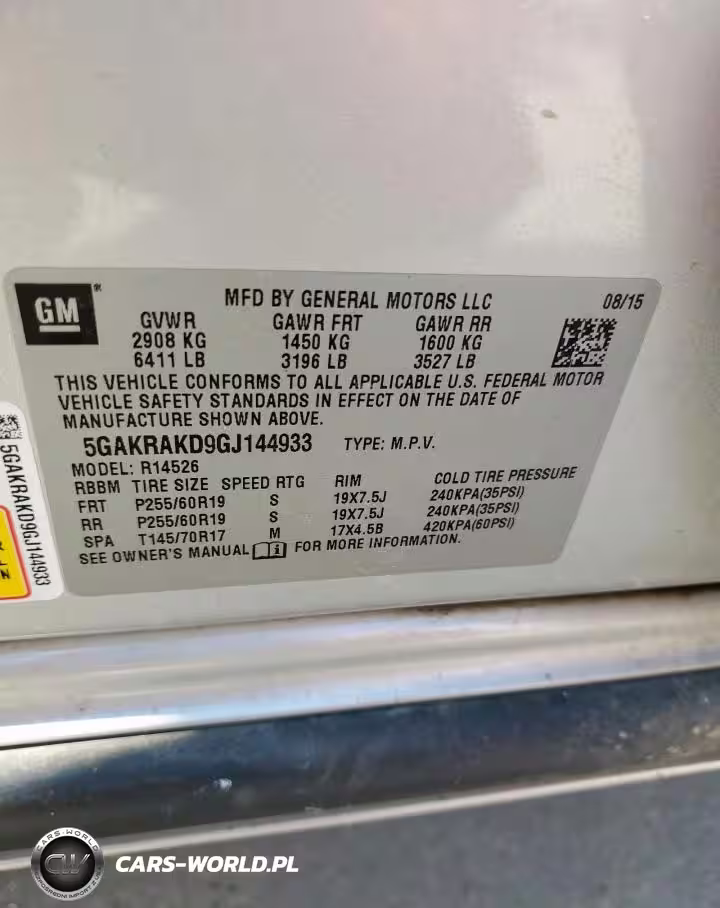 GM
MFD BY GENERAL MOTORS LLC 08/15
GVWR GAWR FRT GAWR RR
2908 KG 1450 KG 1600 KG
6411 LB 3196 LB 3527 LB
THIS VEHICLE CONFORMS TO ALL APPLICABLE U.S. FEDERAL MOTOR
VEHICLE SAFETY STANDARDS IN EFFECT ON THE DATE OF
MANUFACTURE SHOWN ABOVE.
5GAKRAKD9GJ144933 TYPE: M.P.V.
MODEL: R14526
RBBM TIRE SIZE SPEED RTG RIM COLD TIRE PRESSURE
FRT P255/60R19 S 19X7.5J 240KPA(35PSI)
RR P255/60R19 S 19X7.5J 240KPA(35PSI)
SPA T145/70R17 M 17X4.5B 420KPA(60PSI)
SEE OWNER'S MANUAL FOR MORE INFORMATION.
5GAKRAKD9GJ144933
CARS-WORLD
CW
CARS-WORLD.PL